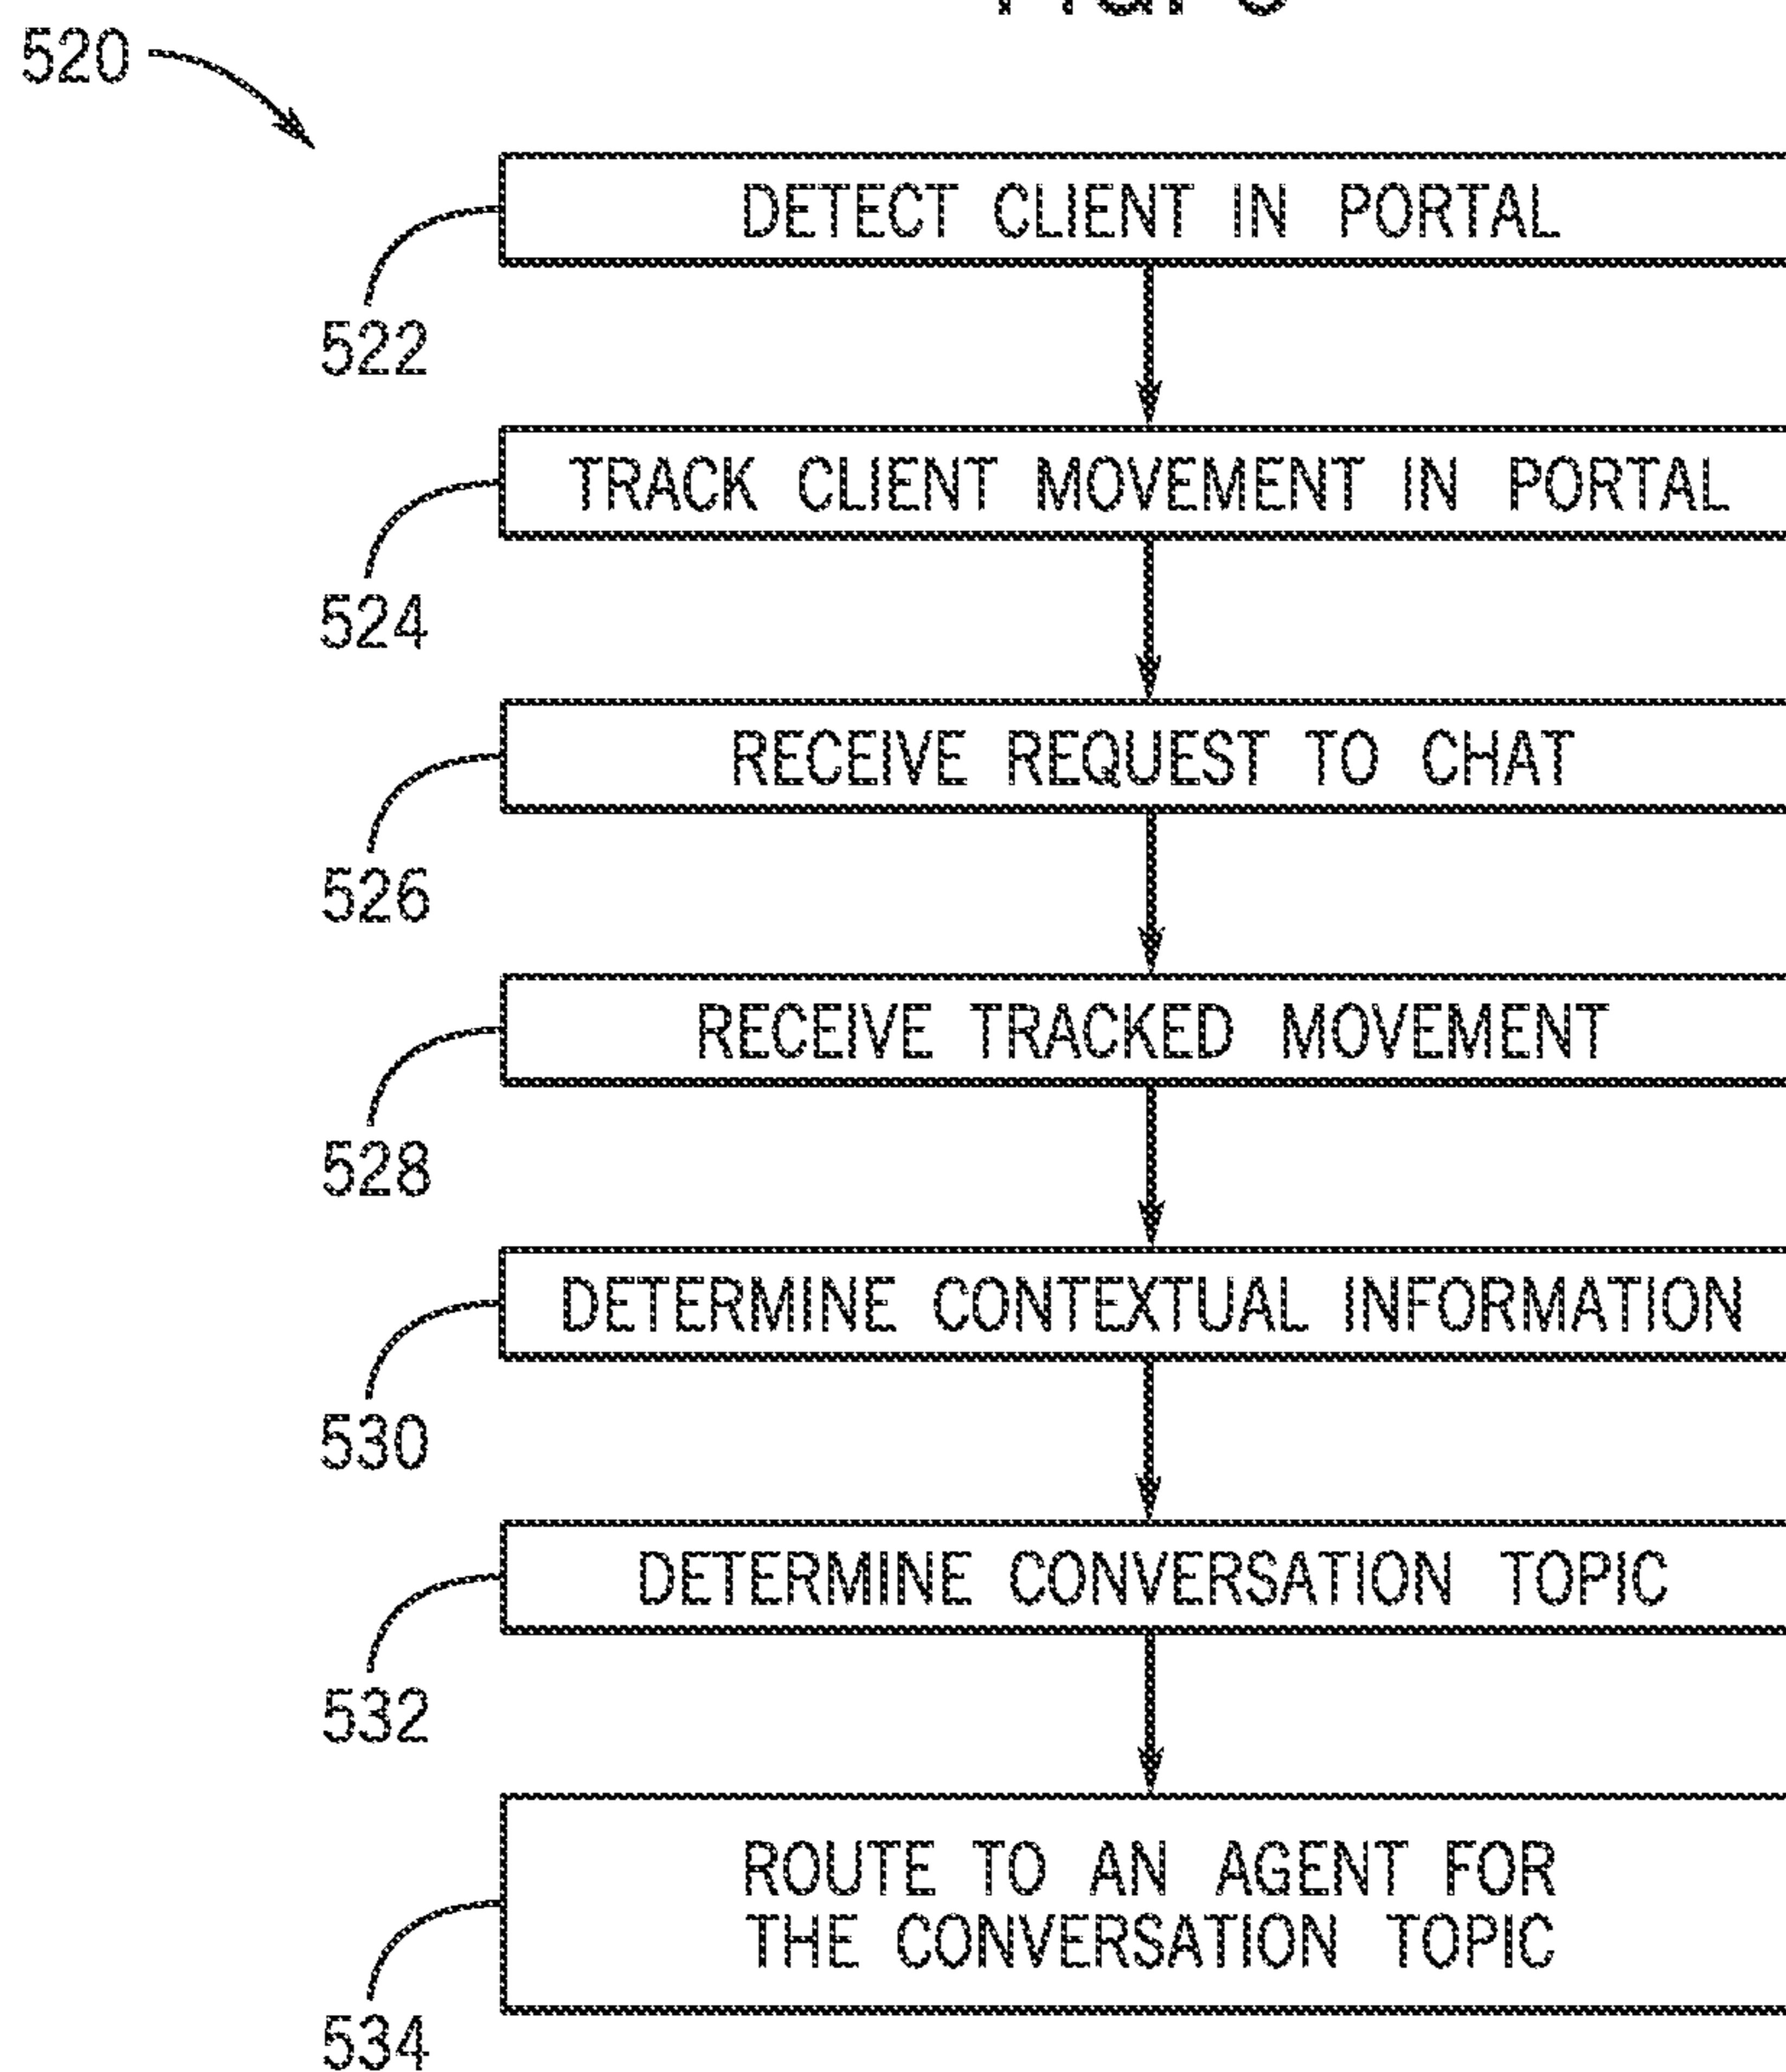 520
DETECT CLIENT IN PORTAL
522
TRACK CLIENT MOVEMENT IN PORTAL
524
RECEIVE REQUEST TO CHAT
526
RECEIVE TRACKED MOVEMENT
528
DETERMINE CONTEXTUAL INFORMATION
530
DETERMINE CONVERSATION TOPIC
532
ROUTE TO AN AGENT FOR
THE CONVERSATION TOPIC
534